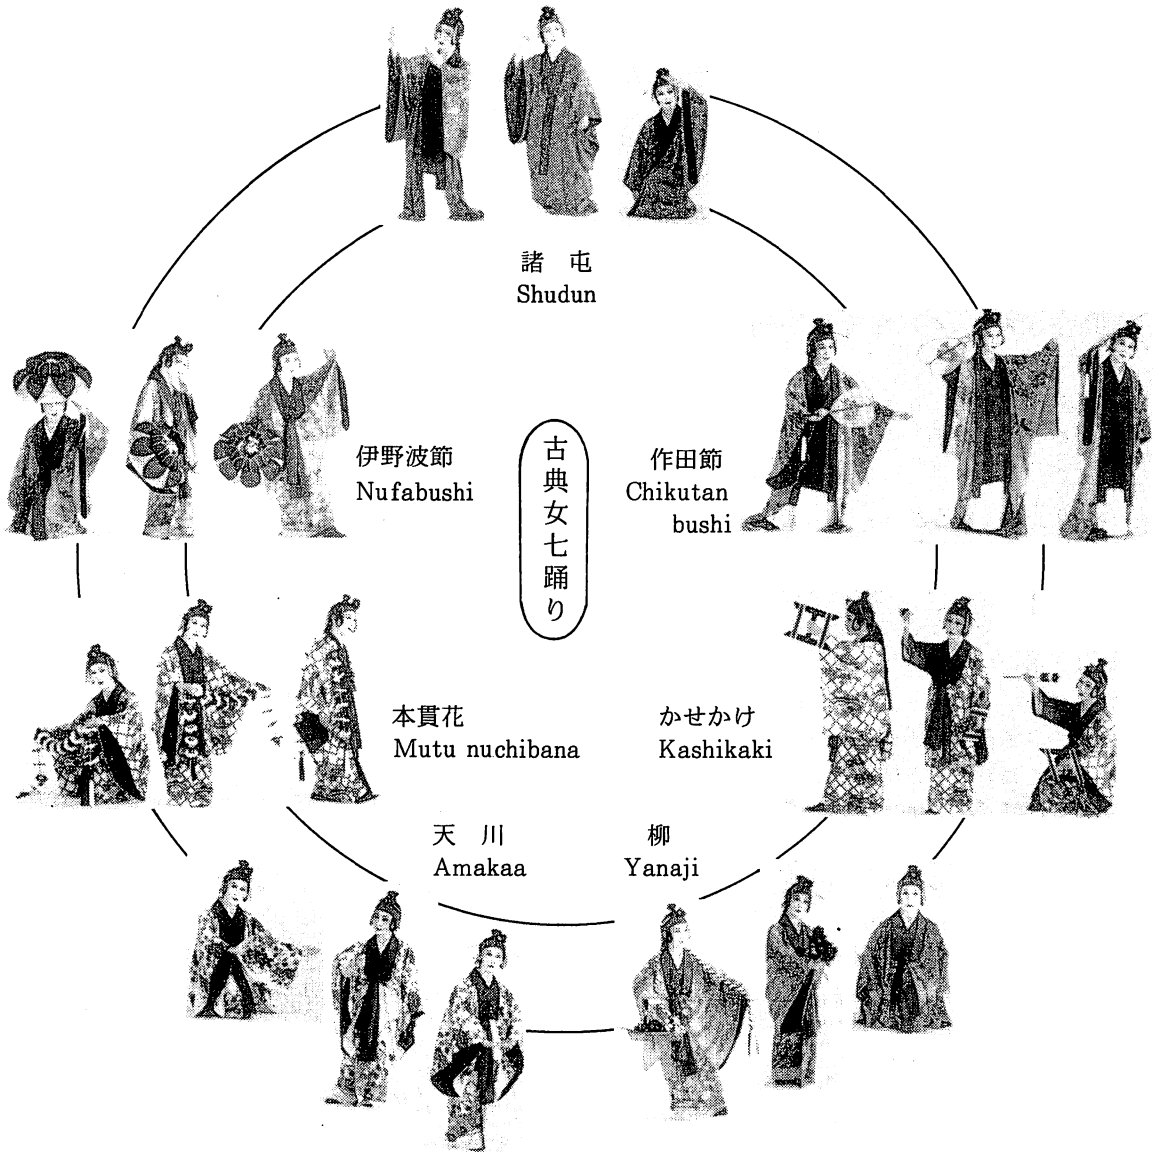 諸 屯
Shudun
伊野波節
Nufabushi
古典女七踊り
作田節
Chikutan
bushi
本貫花
Mutu nuchibana
かせかけ
Kashikaki
天 川
Amakaa
柳
Yanaji